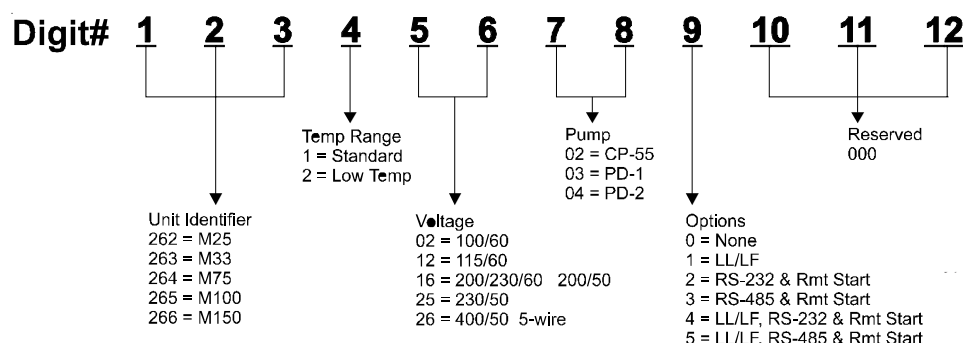 Digit# 1 2 3 4 5 6 7 8 9 10 11 12
Temp Range
1 = Standard
2 = Low Temp
Pump
02 = CP-55
03 = PD-1
04 = PD-2
Reserved
000
Unit Identifier
262 = M25
263 = M33
264 = M75
265 = M100
266 = M150
Voltage
02 = 100/60
12 = 115/60
16 = 200/230/60 200/50
25 = 230/50
26 = 400/50 5-wire
Options
0 = None
1 = LL/LF
2 = RS-232 & Rmt Start
3 = RS-485 & Rmt Start
4 = LL/LF, RS-232 & Rmt Start
5 = LL/LF, RS-485 & Rmt Start